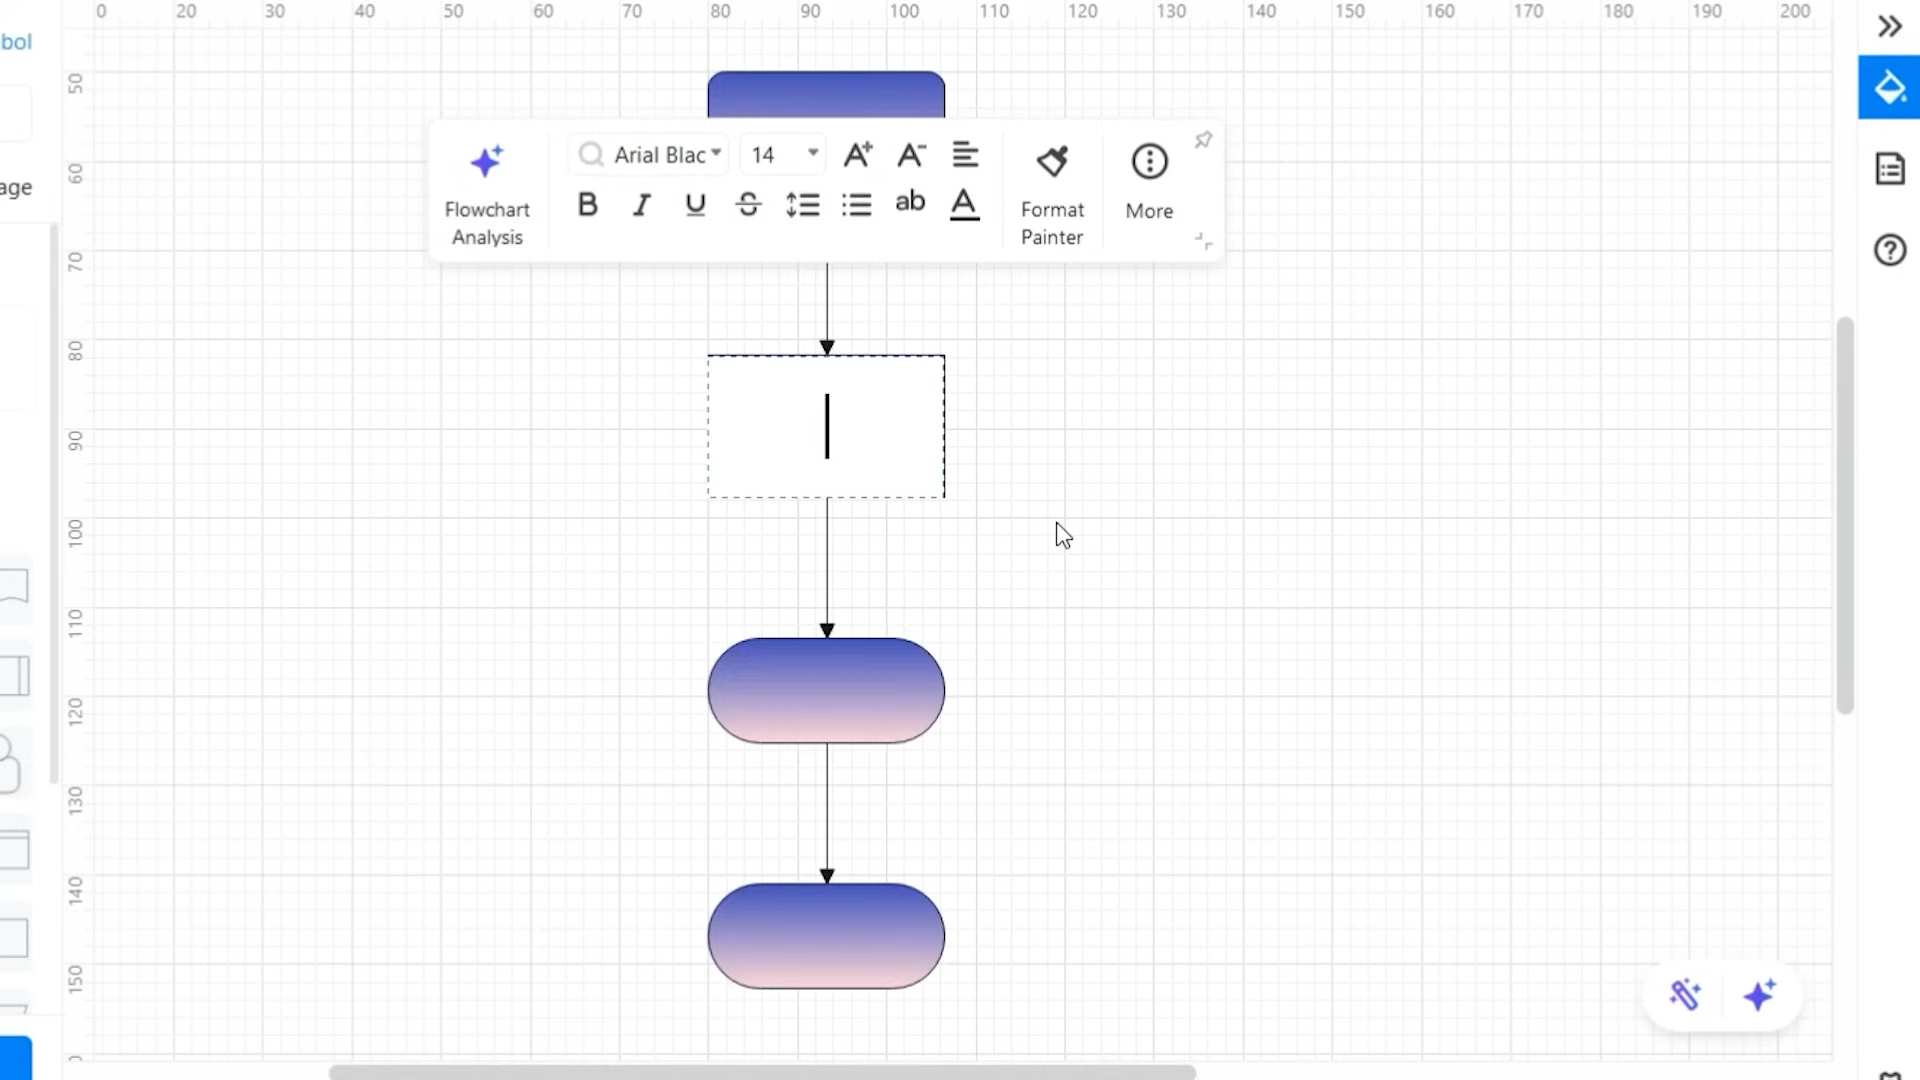 0 20 30 40 50 60 70 80 90 100 110 120 130 140 150 160 170 180 190 200
bol
age
50
60
70
80
90
100
110
120
130
140
150
Arial Blac 14 A+ A-
B I U S ab A
Flowchart
Analysis
Format
Painter
More